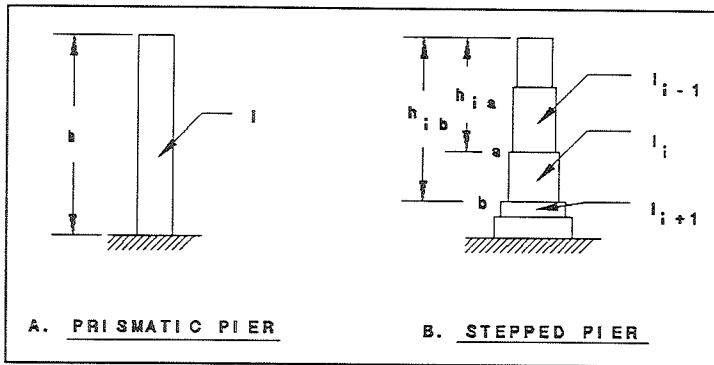 h
I
A. PRISMATIC PIER
h i b
h i a
a
b
I i - 1
I i
I i + 1
B. STEPPED PIER